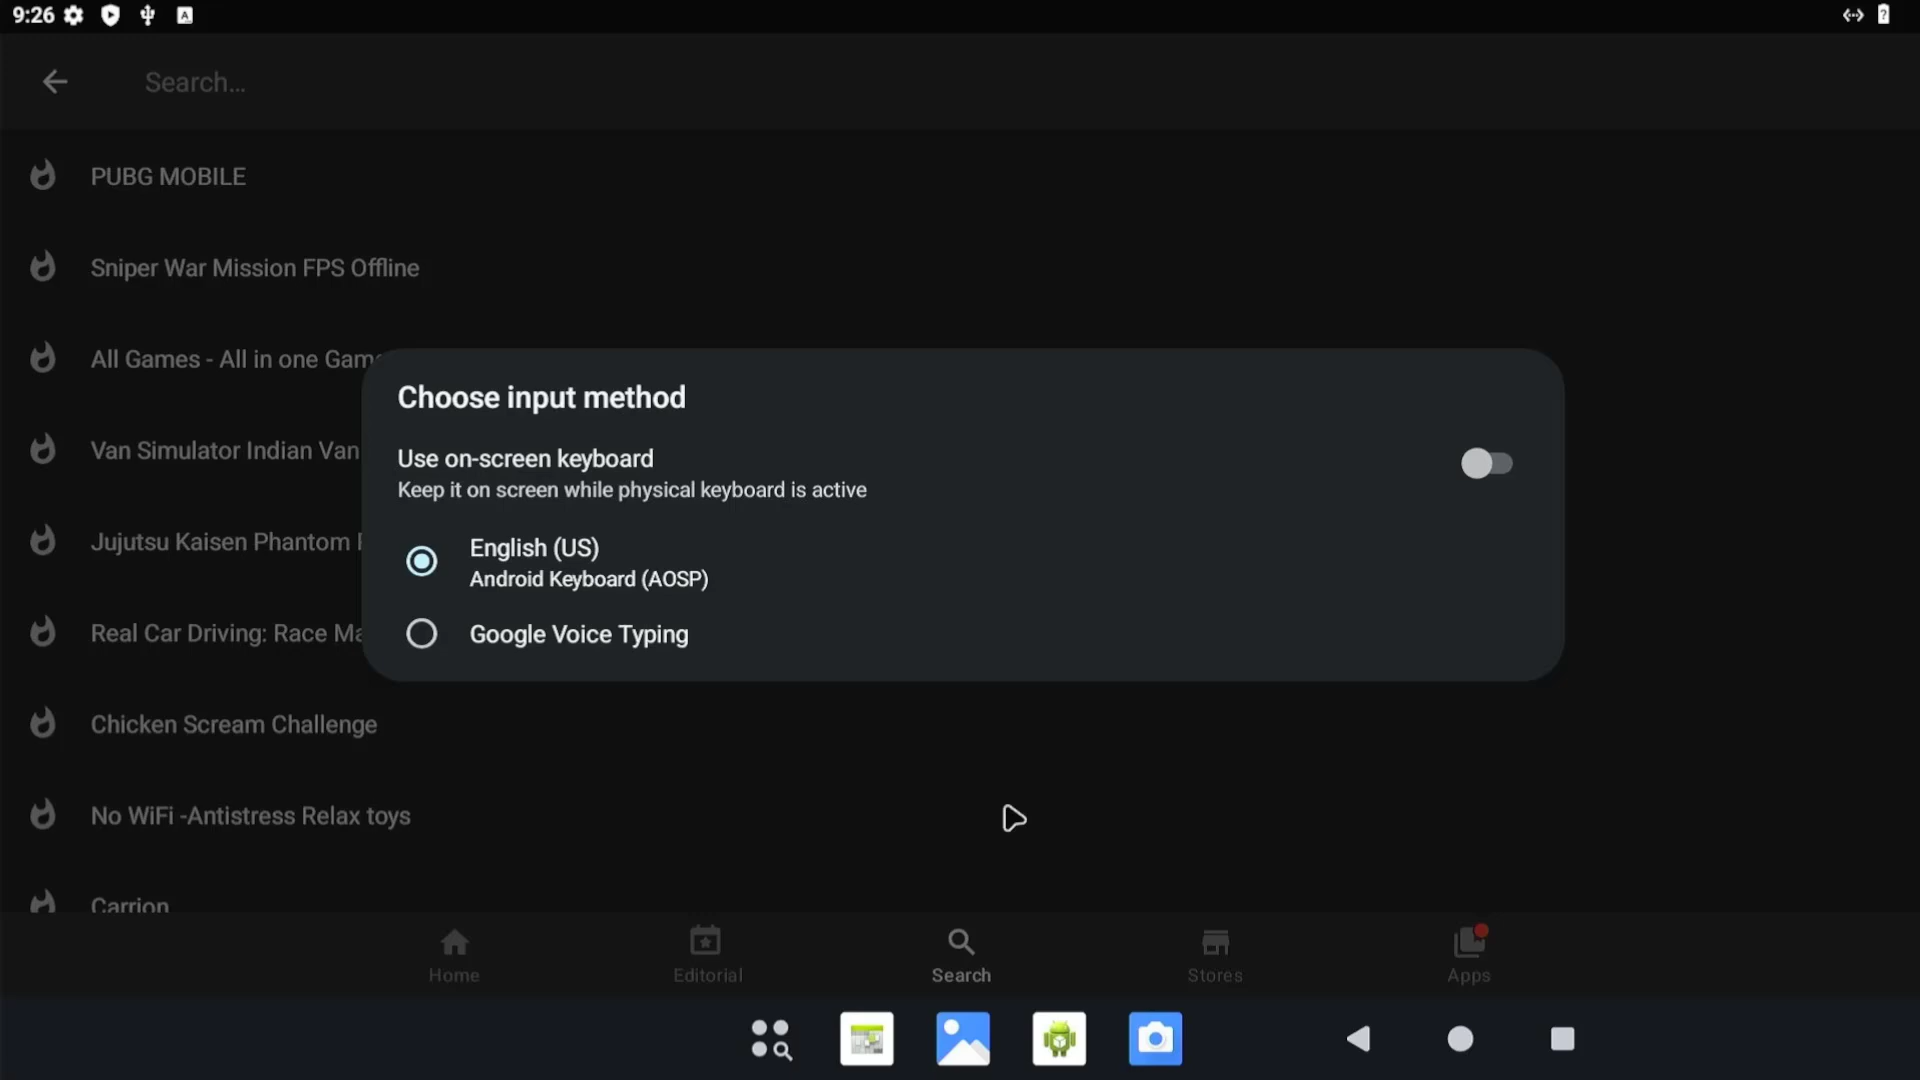 9:26
Search...
PUBG MOBILE
Sniper War Mission FPS Offline
All Games - All in one Game
Van Simulator Indian Van
Jujutsu Kaisen Phantom
Real Car Driving: Race Ma
Chicken Scream Challenge
No WiFi -Antistress Relax toys
Carrion
Choose input method
Use on-screen keyboard
Keep it on screen while physical keyboard is active
English (US)
Android Keyboard (AOSP)
Google Voice Typing
Home
Editorial
Search
Stores
Apps